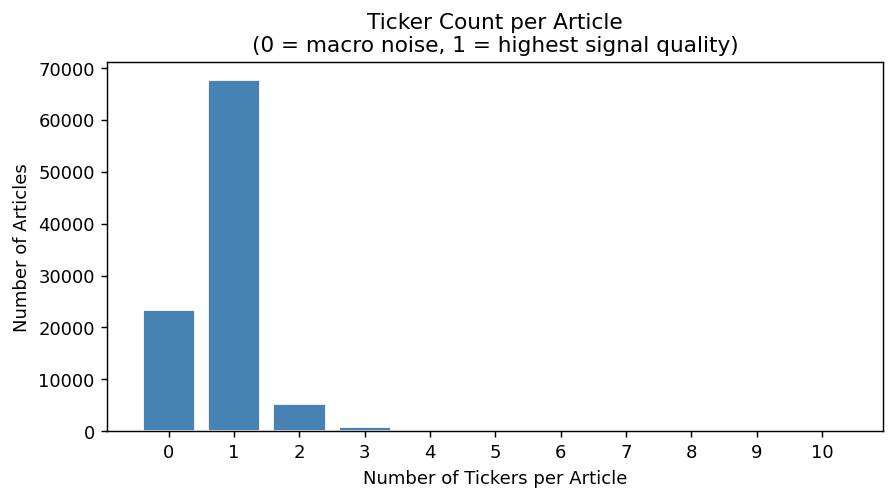 Ticker Count per Article
(0 = macro noise, 1 = highest signal quality)
Number of Articles
70000
60000
50000
40000
30000
20000
10000
0
0 1 2 3 4 5 6 7 8 9 10
Number of Tickers per Article